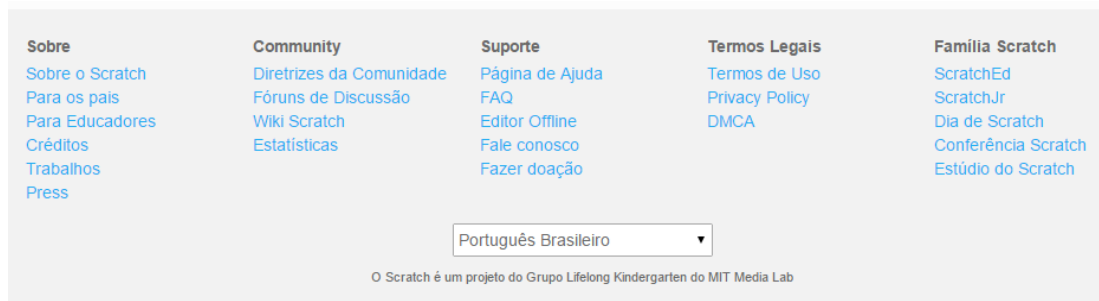 Sobre
Sobre o Scratch
Para os pais
Para Educadores
Créditos
Trabalhos
Press
Community
Diretrizes da Comunidade
Fóruns de Discussão
Wiki Scratch
Estatísticas
Suporte
Página de Ajuda
FAQ
Editor Offline
Fale conosco
Fazer doação
Termos Legais
Termos de Uso
Privacy Policy
DMCA
Família Scratch
ScratchEd
ScratchJr
Dia de Scratch
Conferência Scratch
Estúdio do Scratch
Português Brasileiro
O Scratch é um projeto do Grupo Lifelong Kindergarten do MIT Media Lab